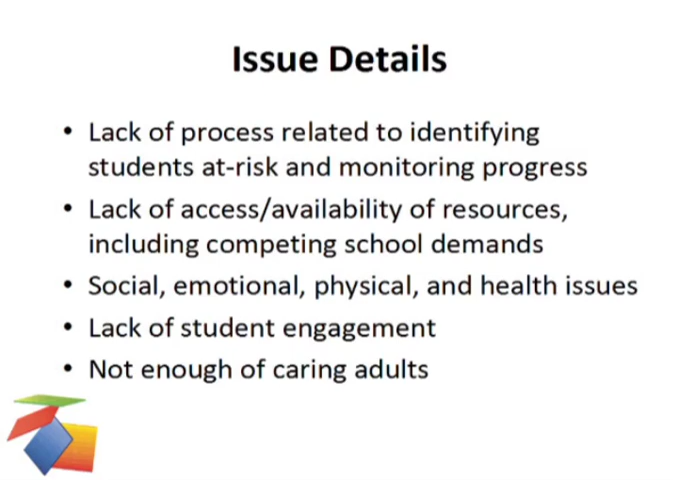 Issue Details
• Lack of process related to identifying
students at-risk and monitoring progress
• Lack of access/availability of resources,
including competing school demands
• Social, emotional, physical, and health issues
• Lack of student engagement
• Not enough of caring adults